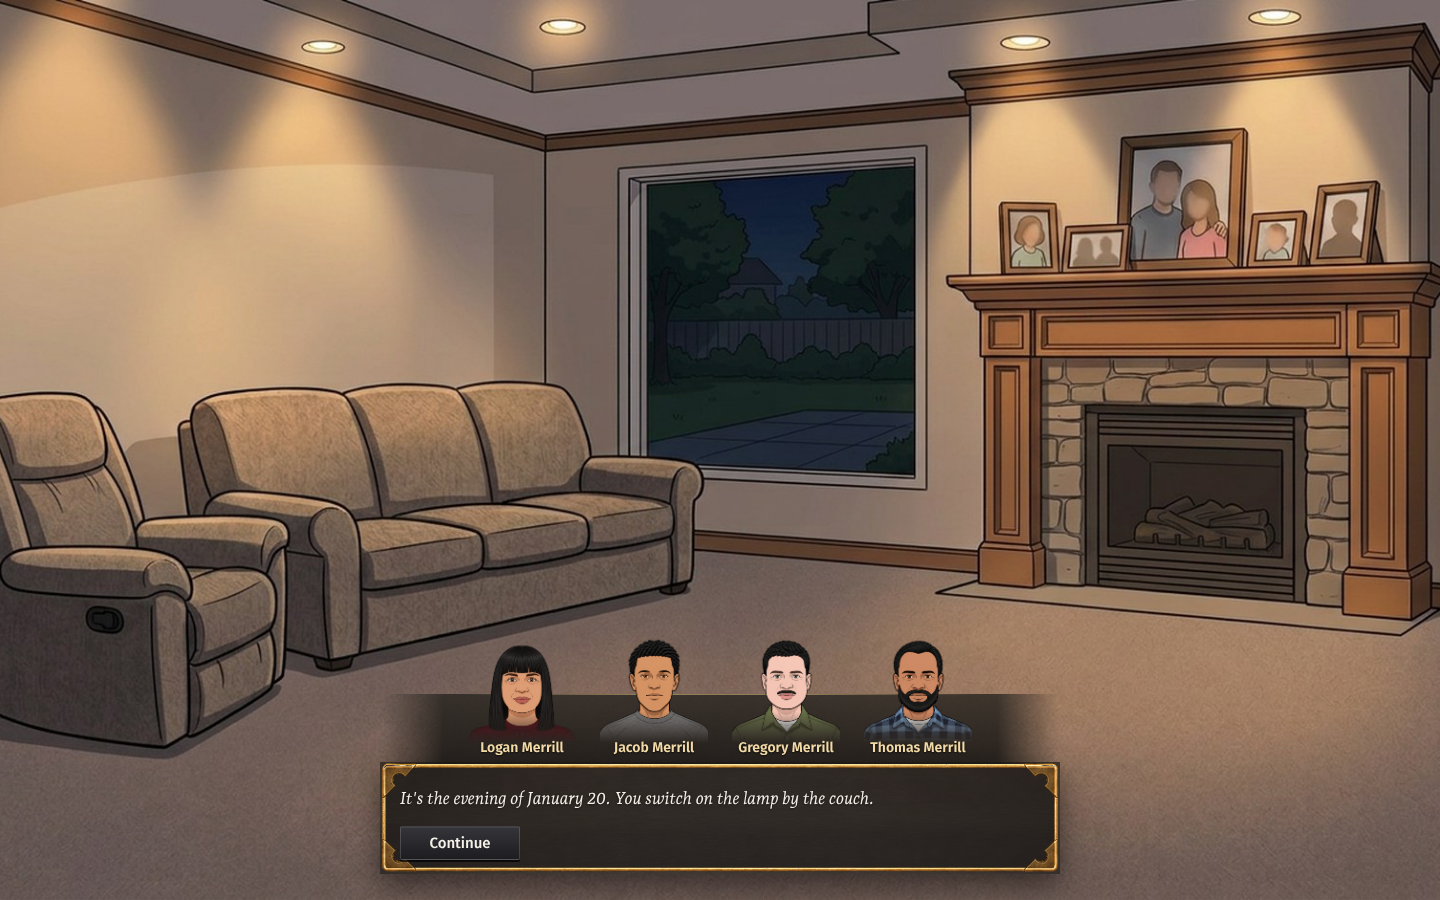 Logan Merrill
Jacob Merrill
Gregory Merrill
Thomas Merrill
It's the evening of January 20. You switch on the lamp by the couch.
Continue